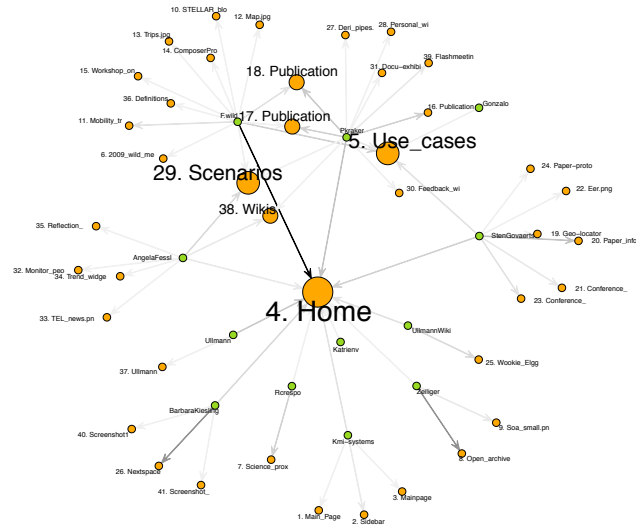 10. STELLAR_blo
12. Map.jpg
27. Deri_pipes.
28. Personal_wi
13. Trips.jpg
14. ComposerPro
39. Flashmeetin
18. Publication
31. Docu-exhibi
15. Workshop_on
36. Definitions
16. Publication
Gonzalo
17. Publication
F.wild
11. Mobility_tr
Pkraker
5. Use_cases
6. 2009_wild_me
24. Paper-proto
29. Scenarios
30. Feedback_wi
22. Eer.png
38. Wikis
35. Reflection_
StenGovaerts
19. Geo-locator
20. Paper_info
AngelaFessl
32. Monitor_peo
34. Trend_widge
21. Conference_
23. Conference_
4. Home
33. TEL_news.pn
UllmannWiki
Ullmann
Katrienv
25. Wookie_Elgg
37. Ullmann
BarbaraKieslinq
Rcrespo
Zeiliger
9. Soa_small.pn
40. Screenshot1
Kmi-systems
8. Open_archive
26. Nextspace
7. Science_prox
41. Screenshot_
3. Mainpage
1. Main_Page
2. Sidebar